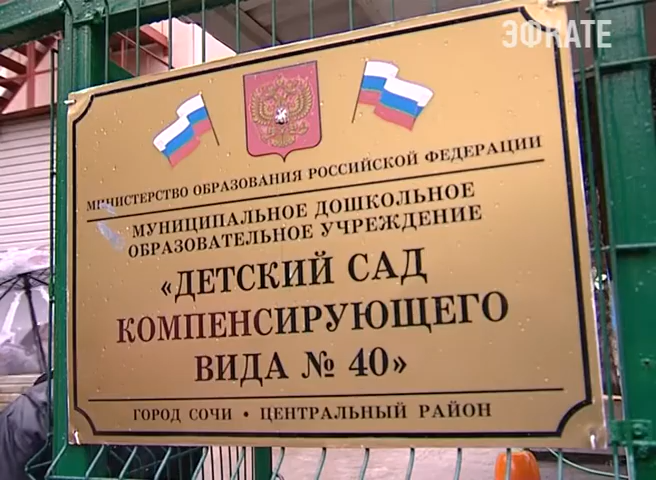 ЭФКАТЕ
МИНИСТЕРСТВО ОБРАЗОВАНИЯ РОССИЙСКОЙ ФЕДЕРАЦИИ
МУНИЦИПАЛЬНОЕ ДОШКОЛЬНОЕ
ОБРАЗОВАТЕЛЬНОЕ УЧРЕЖДЕНИЕ
«ДЕТСКИЙ САД
КОМПЕНСИРУЮЩЕГО
ВИДА № 40»
ГОРОД СОЧИ • ЦЕНТРАЛЬНЫЙ РАЙОН